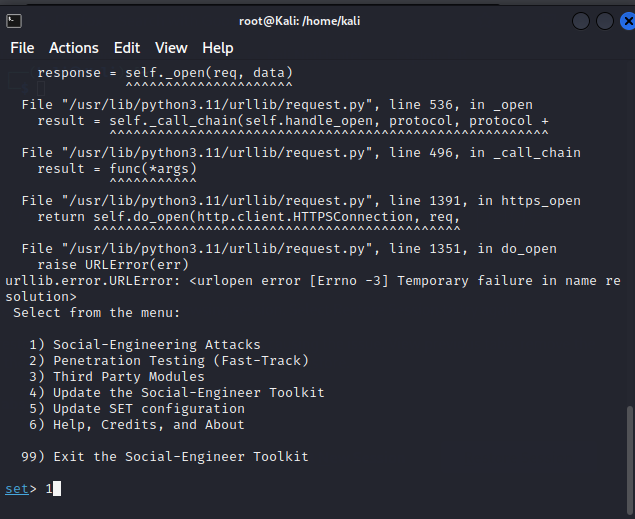 root@Kali: /home/kali
File Actions Edit View Help
response = self._open(req, data)
^^^^^^^^^^^^^^^^^^^^^
File "/usr/lib/python3.11/urllib/request.py", line 536, in _open
result = self._call_chain(self.handle_open, protocol, protocol +
^^^^^^^^^^^^^^^^^^^^^^^^^^^^^^^^^^^^^^^^^^^^^^^^^^^^^^^
File "/usr/lib/python3.11/urllib/request.py", line 496, in _call_chain
result = func(*args)
^^^^^^^^^^^
File "/usr/lib/python3.11/urllib/request.py", line 1391, in https_open
return self.do_open(http.client.HTTPSConnection, req,
^^^^^^^^^^^^^^^^^^^^^^^^^^^^^^^^^^^^^^^^^^^^^^
File "/usr/lib/python3.11/urllib/request.py", line 1351, in do_open
raise URLError(err)
urllib.error.URLError: <urlopen error [Errno -3] Temporary failure in name re
solution>
Select from the menu:
1) Social-Engineering Attacks
2) Penetration Testing (Fast-Track)
3) Third Party Modules
4) Update the Social-Engineer Toolkit
5) Update SET configuration
6) Help, Credits, and About
99) Exit the Social-Engineer Toolkit
set> 1